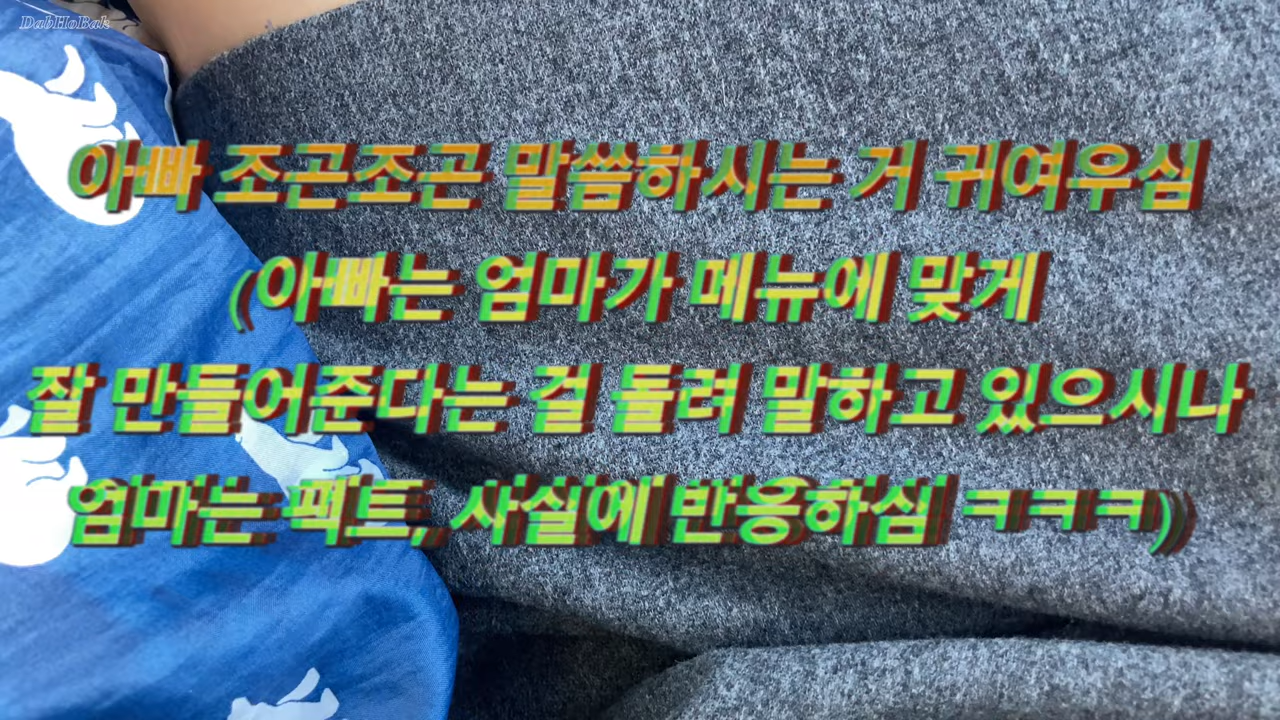 DabHoBak
아빠 조곤조곤 말씀하시는 거 귀여우심
(아빠는 엄마가 메뉴에 맞게
잘 만들어준다는 걸 돌려 말하고 있으시나
엄마는 팩트, 사실에 반응하심 ㅋㅋㅋ)